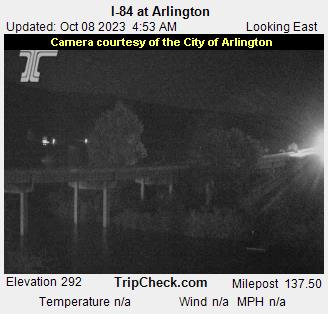 I-84 at Arlington
Updated: Oct 08 2023 4:53 AM Looking East
Camera courtesy of the City of Arlington
Elevation 292 TripCheck.com Milepost 137.50
Temperature n/a Wind n/a MPH n/a